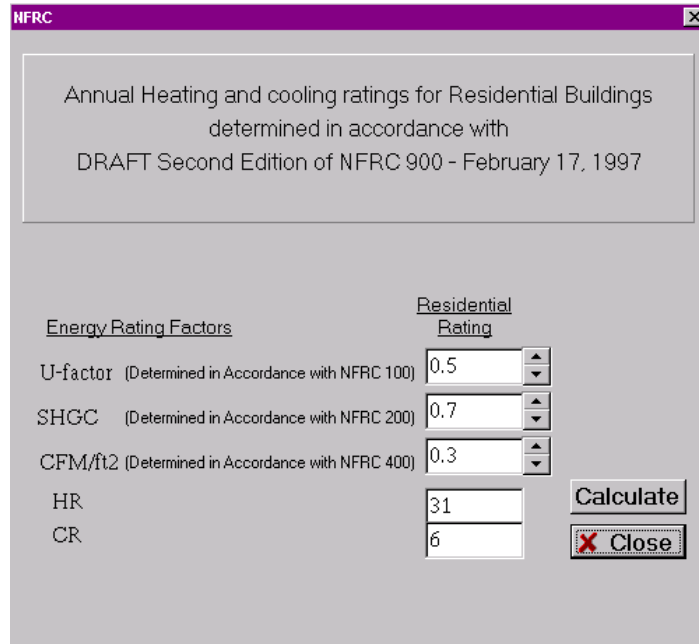 NFRC
Annual Heating and cooling ratings for Residential Buildings
determined in accordance with
DRAFT Second Edition of NFRC 900 - February 17, 1997
Residential
Energy Rating Factors Rating
U-factor (Determined in Accordance with NFRC 100) 0.5
SHGC (Determined in Accordance with NFRC 200) 0.7
CFM/ft2 (Determined in Accordance with NFRC 400) 0.3
HR 31 Calculate
CR 6 Close